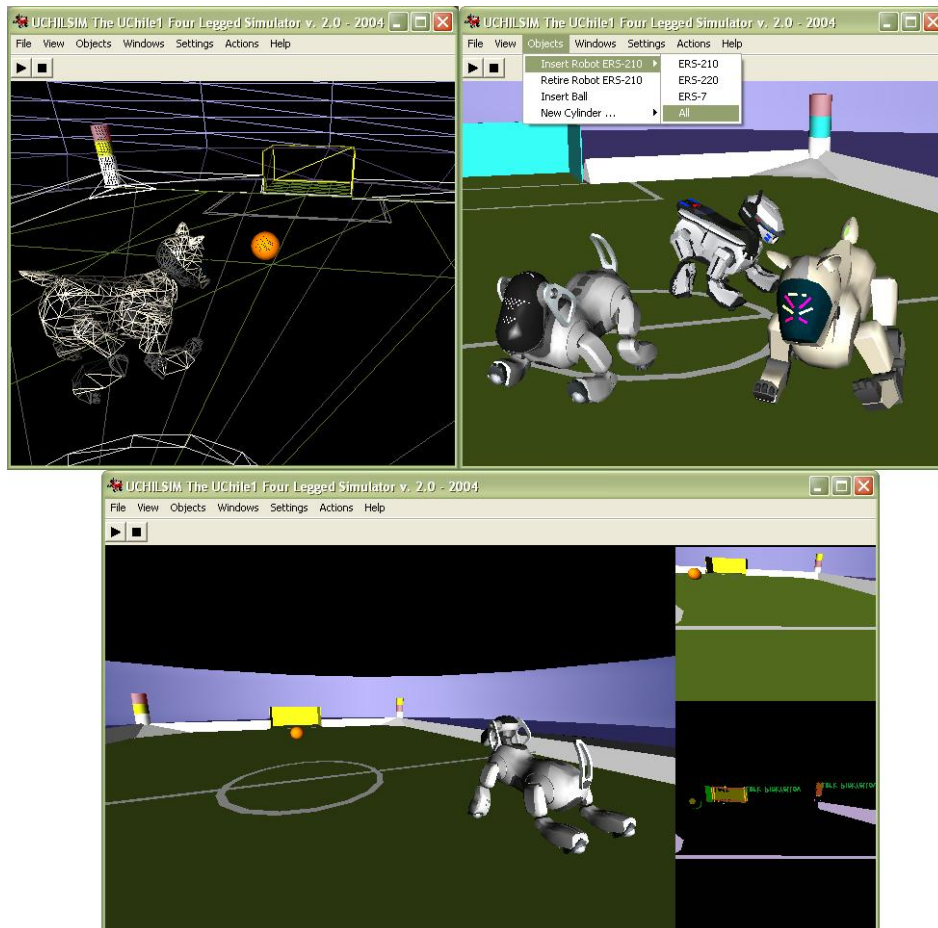 UCHILSIM The UChile1 Four Legged Simulator v. 2.0 - 2004
File View Objects Windows Settings Actions Help
UCHILSIM The UChile1 Four Legged Simulator v. 2.0 - 2004
File View Objects Windows Settings Actions Help
Insert Robot ERS-210
Retire Robot ERS-210
Insert Ball
New Cylinder ...
ERS-210
ERS-220
ERS-7
All
UCHILSIM The UChile1 Four Legged Simulator v. 2.0 - 2004
File View Objects Windows Settings Actions Help